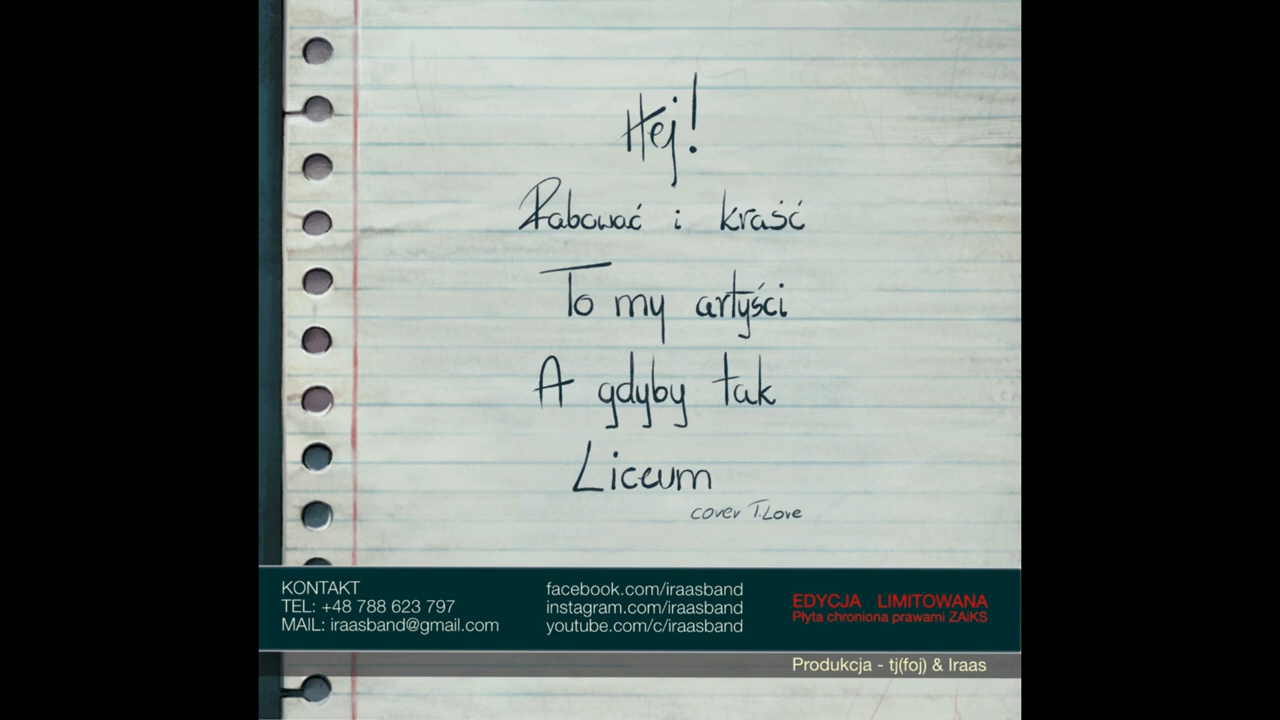 Hej!
Rabować i kraść
To my artyści
A gdyby tak
Liceum
cover T.Love
KONTAKT
TEL: +48 788 623 797
MAIL: iraasband@gmail.com
facebook.com/iraasband
instagram.com/iraasband
youtube.com/c/iraasband
EDYCJA LIMITOWANA
Płyta chroniona prawami ZAiKS
Produkcja - tj(foj) & Iraas